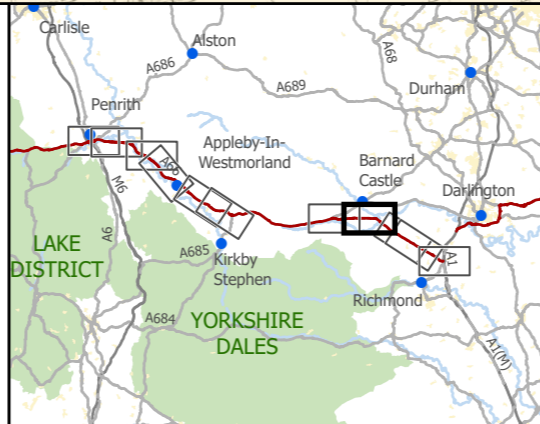 Carlisle
Alston
A68
A686
A689
Durham
Penrith
Appleby-In-
Westmorland
Barnard
Castle
Darlington
A66
M6
A6
LAKE
DISTRICT
A685
Kirkby
Stephen
A1
Richmond
A684
YORKSHIRE
DALES
A1(M)